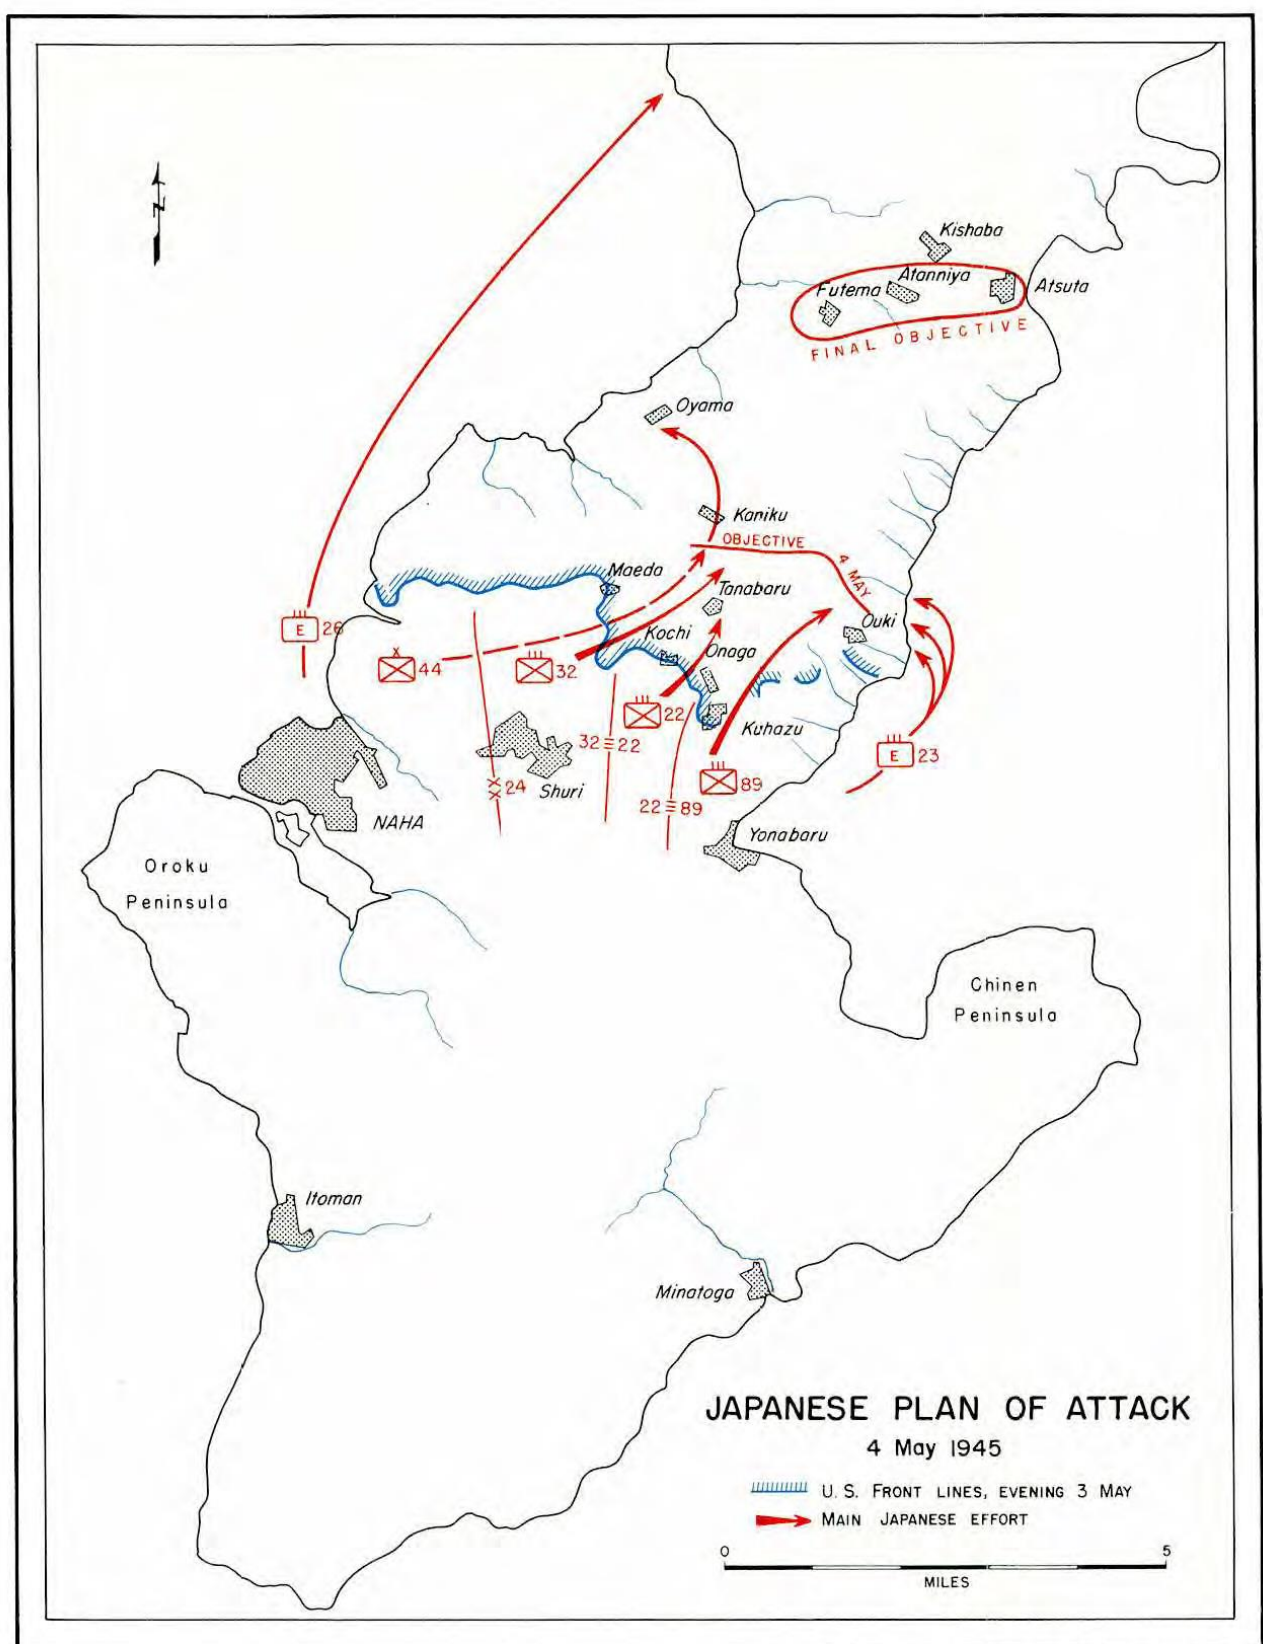 N
Kishaba
Atanniya
Futema
Atsuta
FINAL OBJECTIVE
Oyama
Kaniku
OBJECTIVE
4 MAY
Maeda
Tanabaru
Ouki
E 26
Kochi
Onaga
44
32
22
Kuhazu
E 23
32 22
24
Shuri
89
22 89
NAHA
Yonabaru
Oroku
Peninsula
Chinen
Peninsula
Itoman
Minatoga
JAPANESE PLAN OF ATTACK
4 May 1945
U. S. FRONT LINES, EVENING 3 MAY
MAIN JAPANESE EFFORT
0 5
MILES